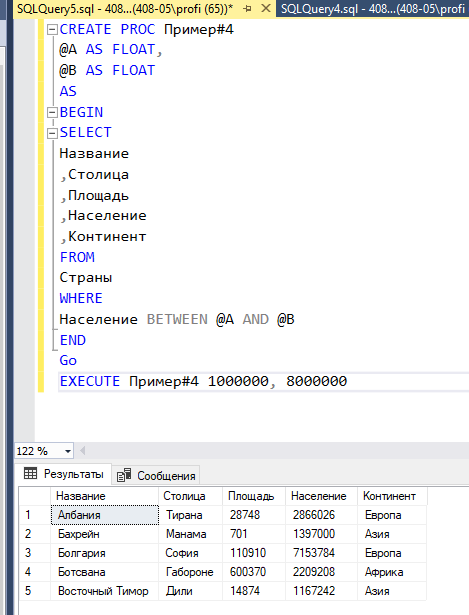 SQLQuery5.sql - 408...(408-05\profi (65))* SQLQuery4.sql - 408...(408-05\profi
CREATE PROC Пример#4
@A AS FLOAT,
@B AS FLOAT
AS
BEGIN
SELECT
Название
,Столица
,Площадь
,Население
,Континент
FROM
Страны
WHERE
Население BETWEEN @A AND @B
END
Go
EXECUTE Пример#4 1000000, 8000000
122 %
Результаты Сообщения
Название Столица Площадь Население Континент
1 Албания Тирана 28748 2866026 Европа
2 Бахрейн Манама 701 1397000 Азия
3 Болгария София 110910 7153784 Европа
4 Ботсвана Габороне 600370 2209208 Африка
5 Восточный Тимор Дили 14874 1167242 Азия